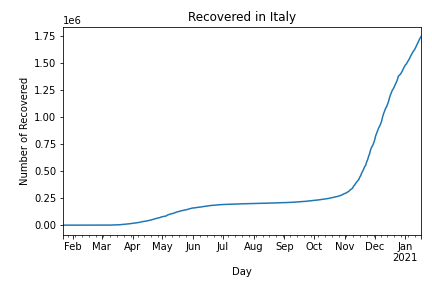 Recovered in Italy
1e6
1.75
1.50
1.25
1.00
0.75
0.50
0.25
0.00
Number of Recovered
Feb Mar Apr May Jun Jul Aug Sep Oct Nov Dec Jan
2021
Day